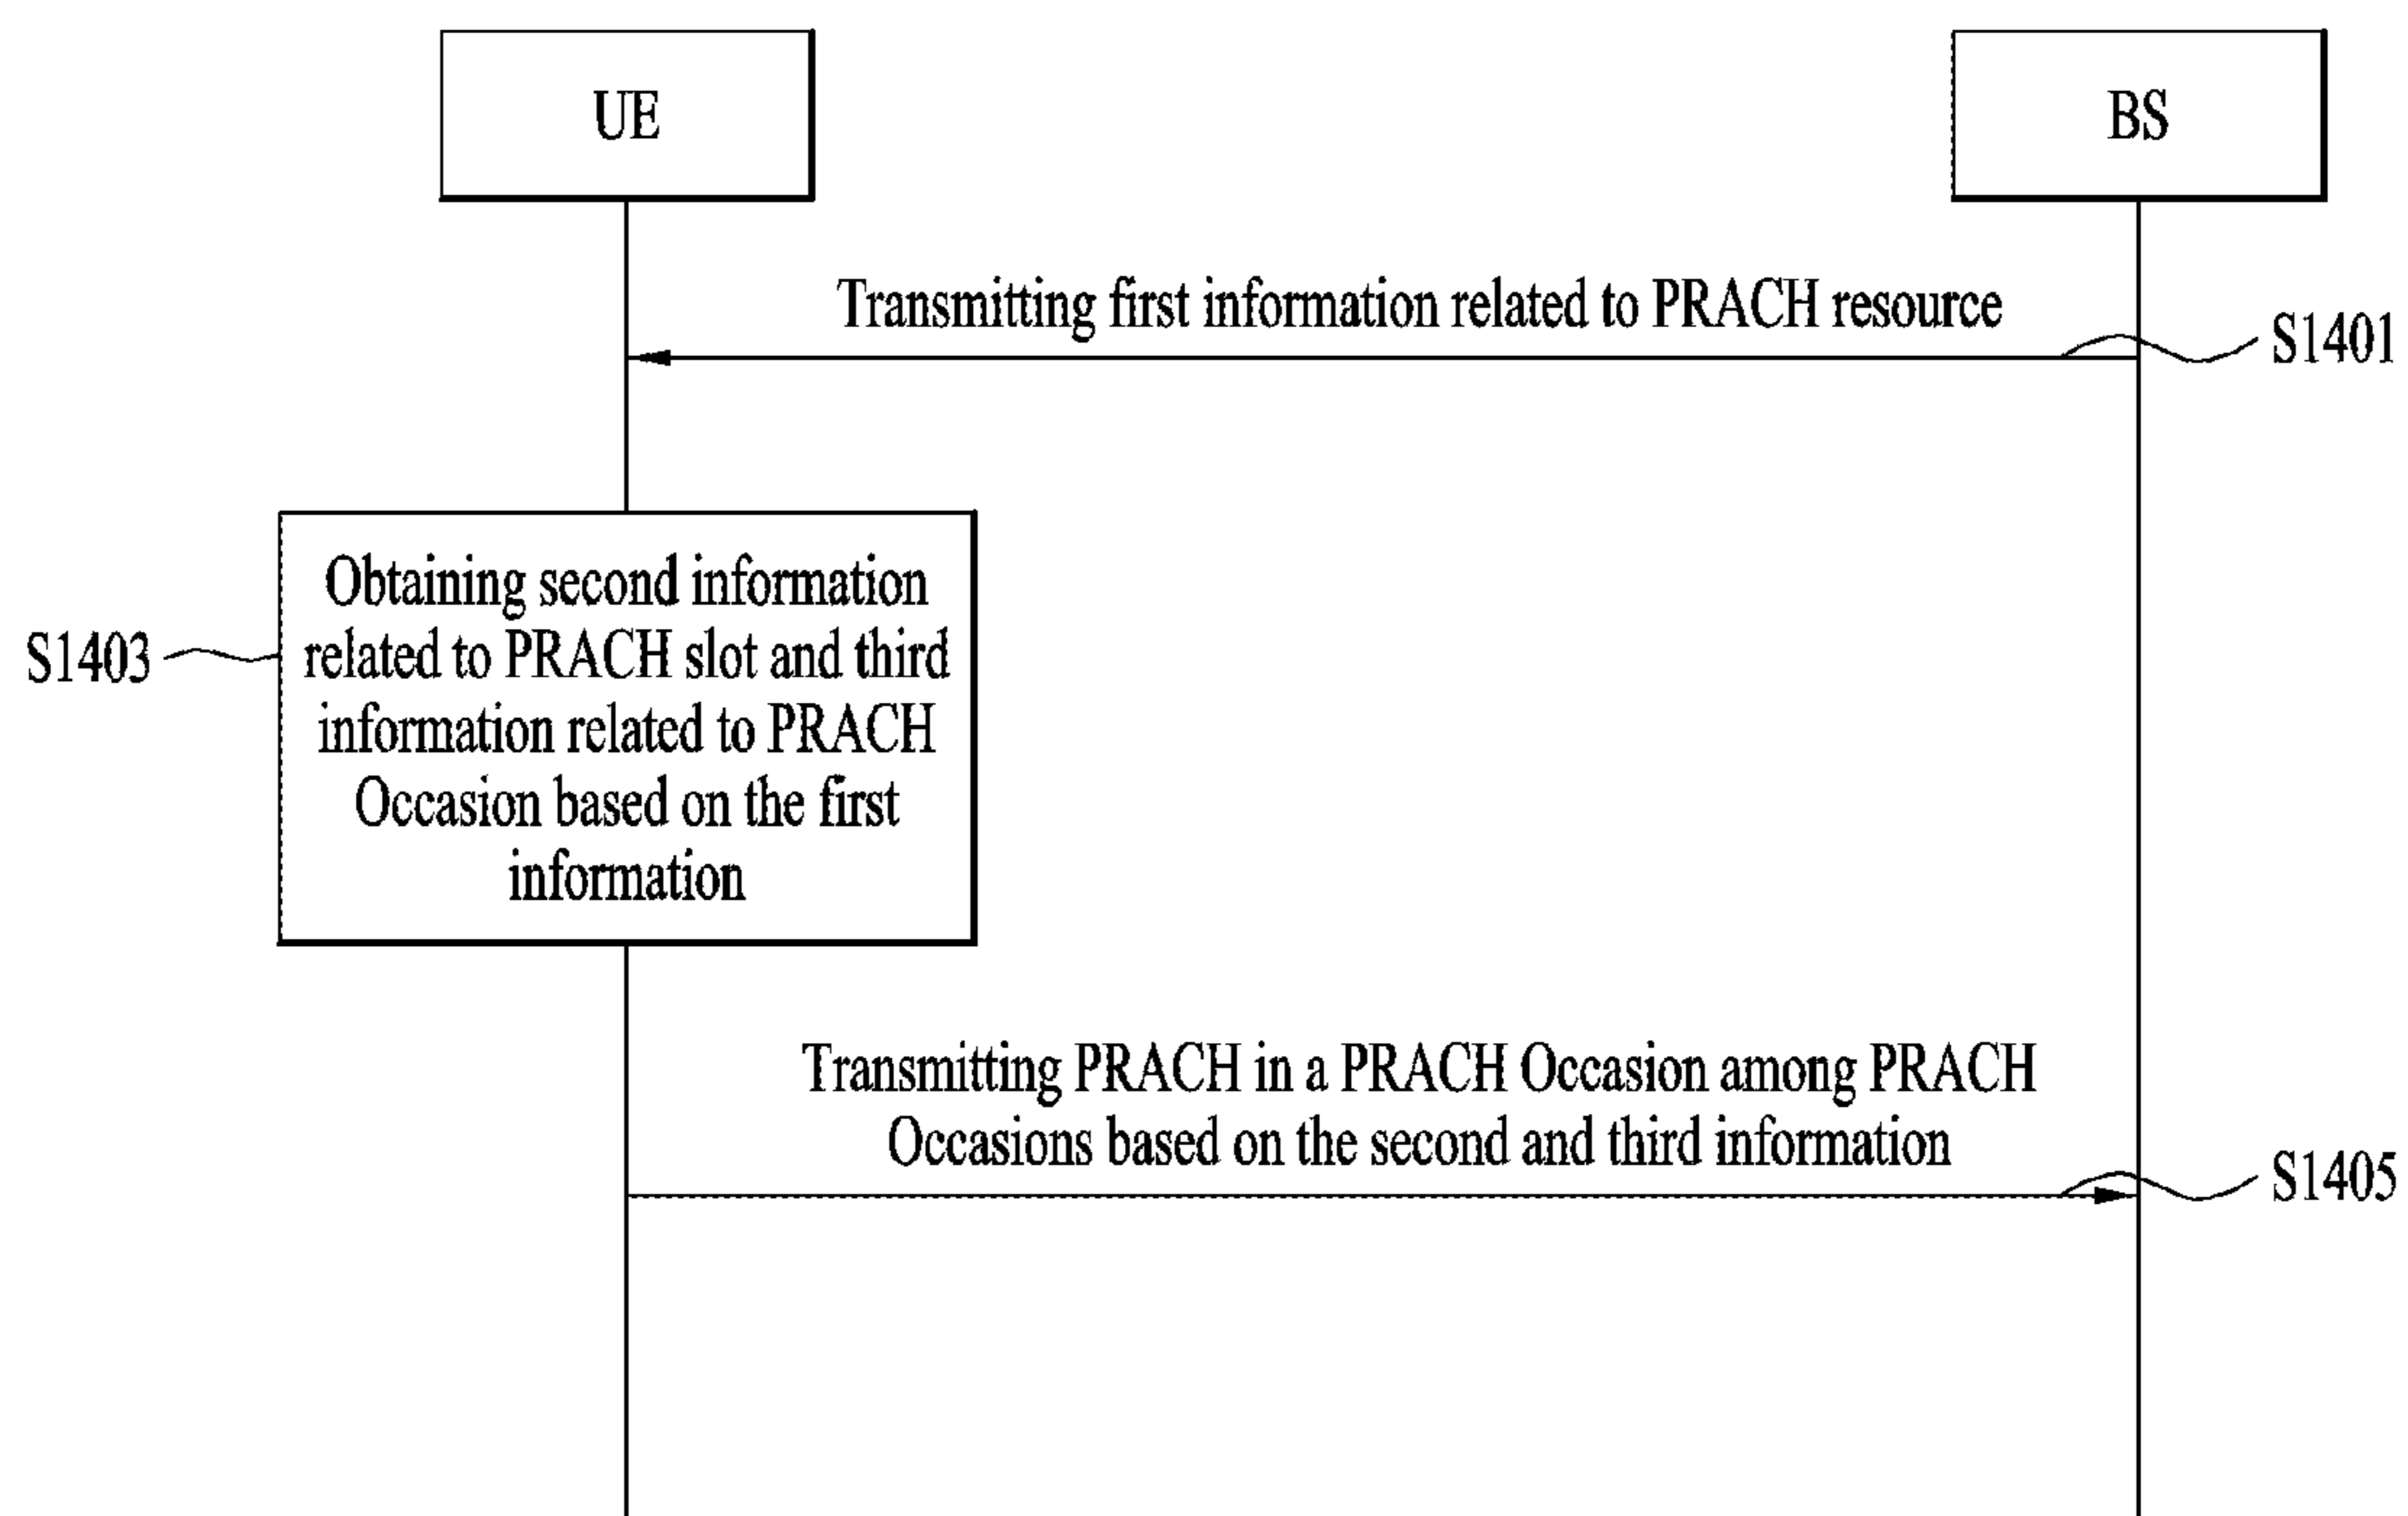 UE
BS
Transmitting first information related to PRACH resource
S1401
Obtaining second information
related to PRACH slot and third
information related to PRACH
Occasion based on the first
information
S1403
Transmitting PRACH in a PRACH Occasion among PRACH
Occasions based on the second and third information
S1405